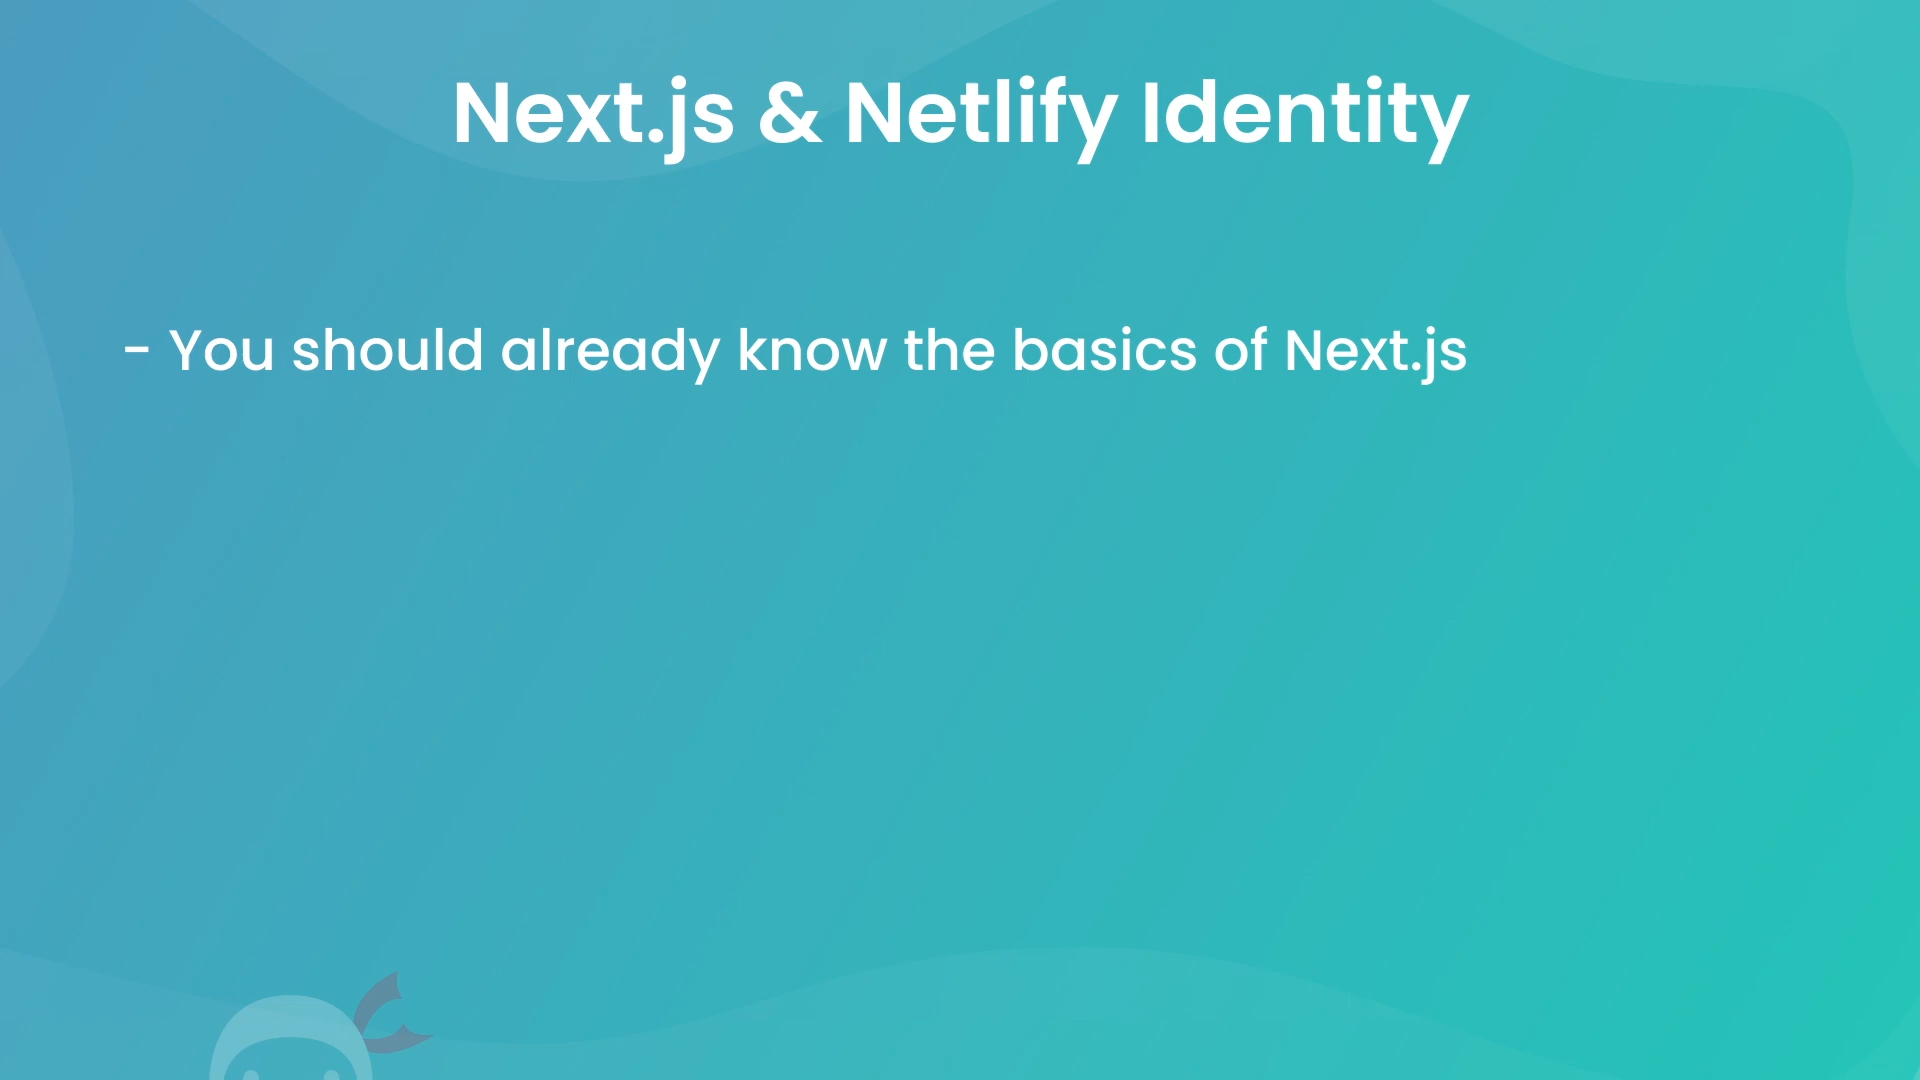 Next.js & Netlify Identity
- You should already know the basics of Next.js